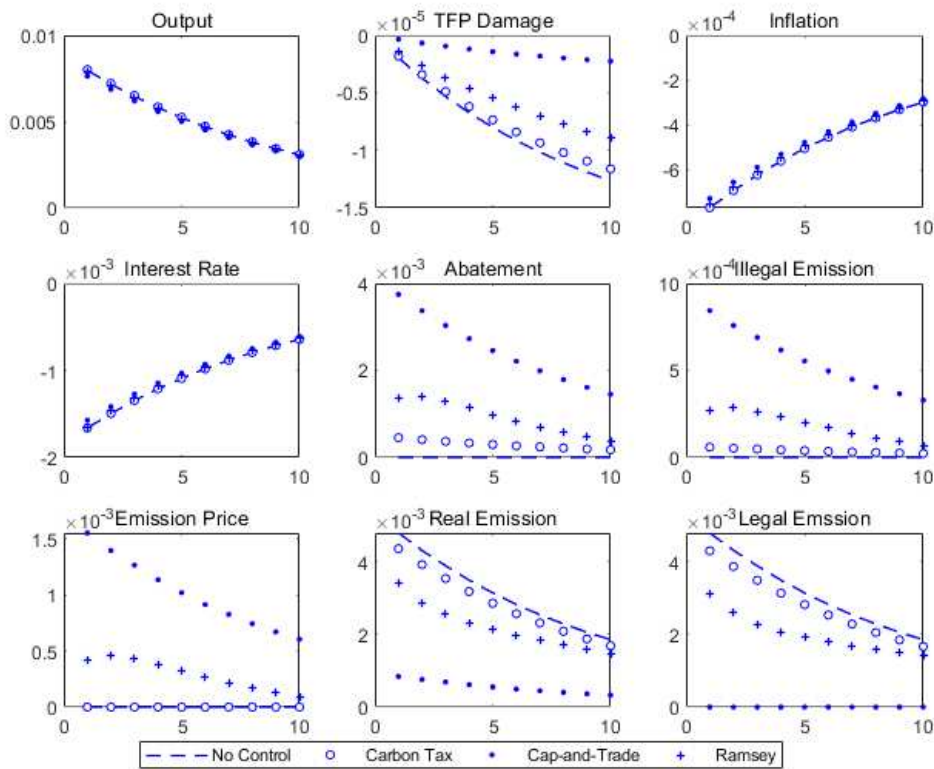 Output
TFP Damage
Inflation
0.01
0.005
0
0 5 10
×10⁻⁵
0
-0.5
-1
-1.5
0 5 10
×10⁻⁴
0
-2
-4
-6
0 5 10
Interest Rate
Abatement
Illegal Emission
×10⁻³
0
-1
-2
0 5 10
×10⁻³
4
2
0
0 5 10
×10⁻⁴
10
5
0
0 5 10
Emission Price
Real Emission
Legal Emssion
×10⁻³
1.5
1
0.5
0
0 5 10
×10⁻³
4
2
0
0 5 10
×10⁻³
4
2
0
0 5 10
No Control Carbon Tax Cap-and-Trade Ramsey